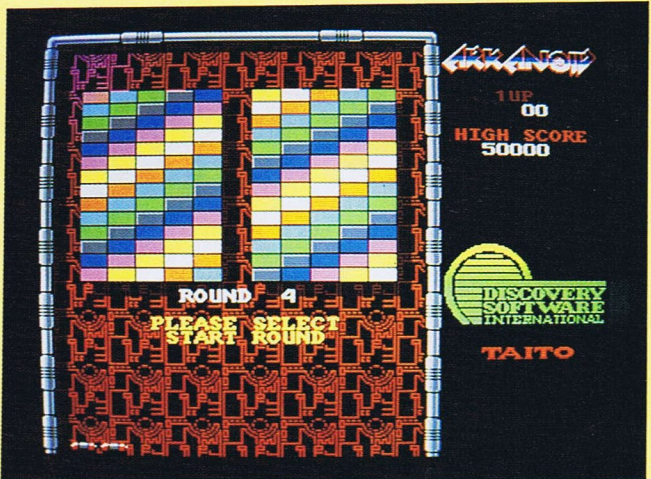 ARKANOID
1UP
00
HIGH SCORE
50000
ROUND 4
PLEASE SELECT
START ROUND
DISCOVERY
SOFTWARE
INTERNATIONAL
TAITO